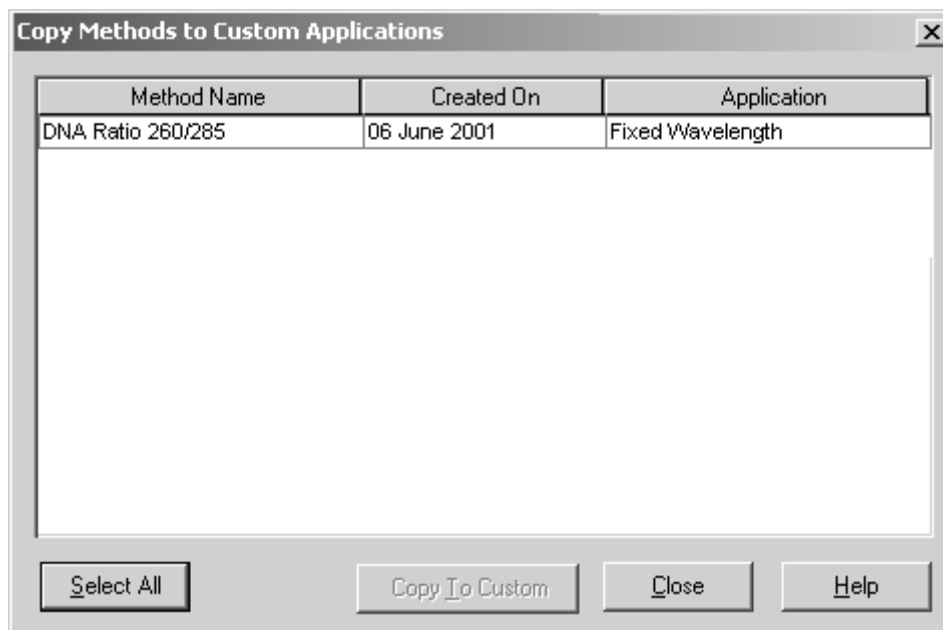 Copy Methods to Custom Applications
Method Name Created On Application
DNA Ratio 260/285 06 June 2001 Fixed Wavelength
Select All Copy To Custom Close Help